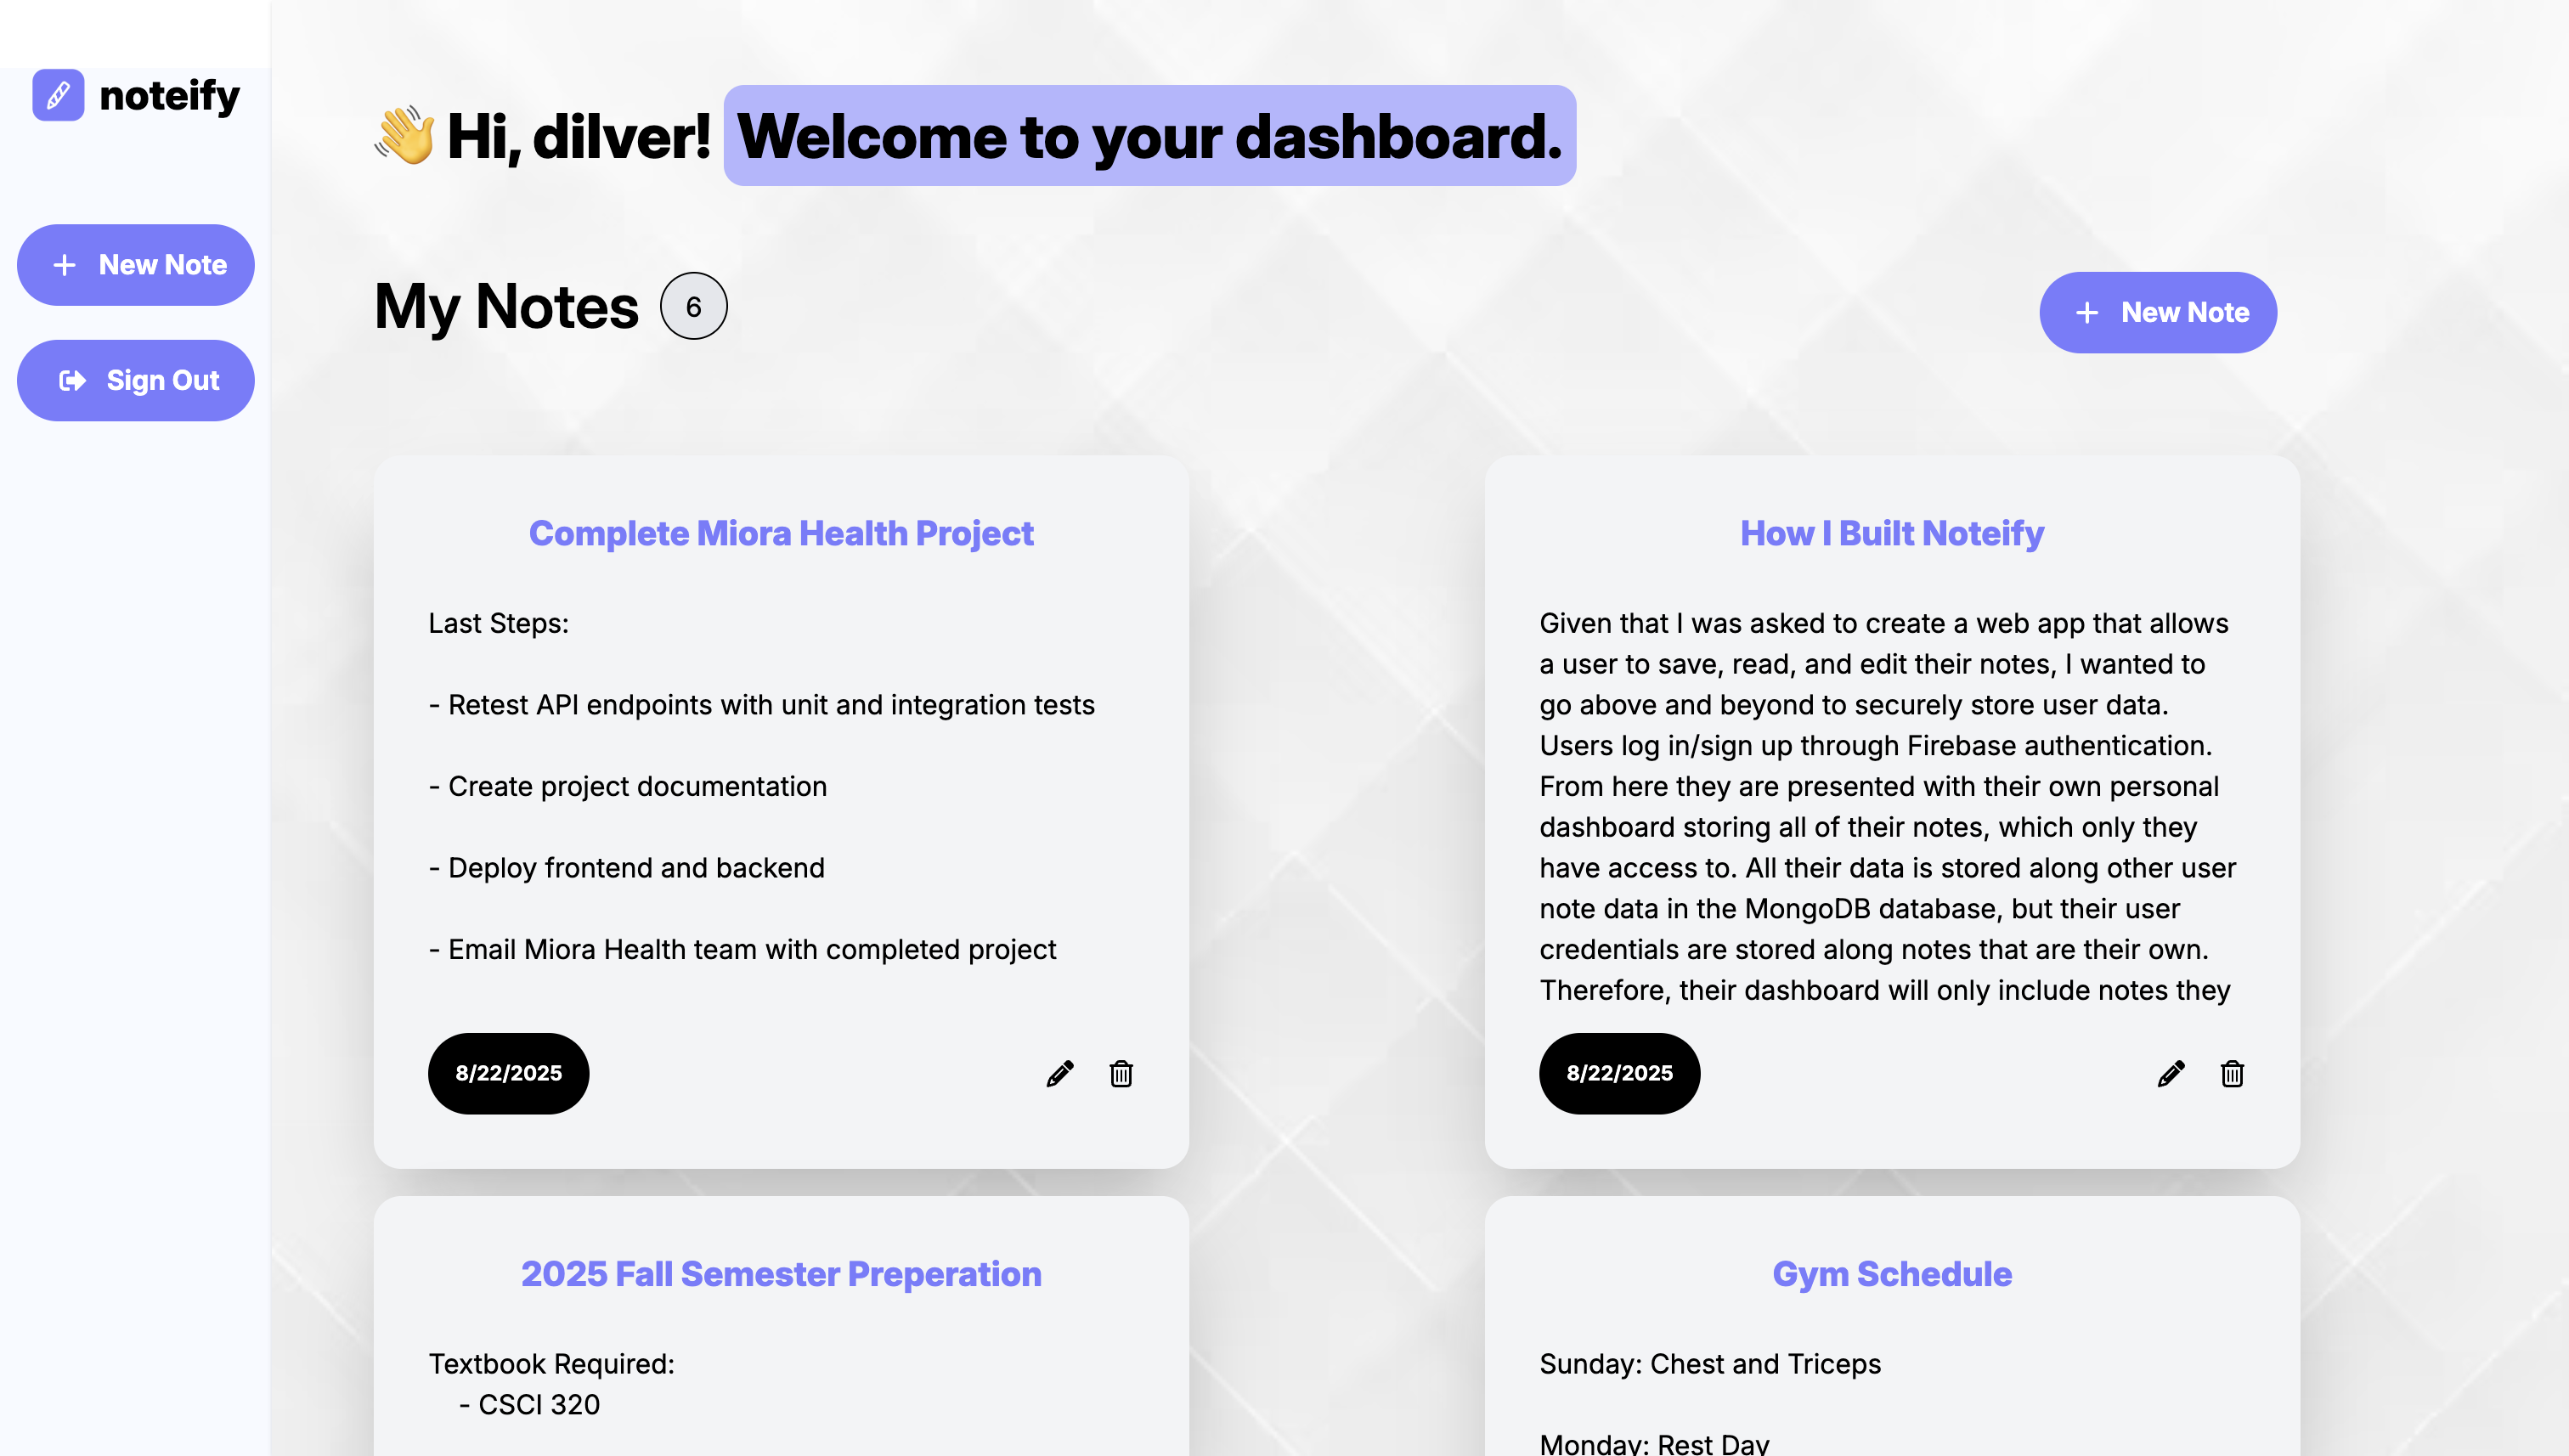 noteify
New Note
Sign Out
👋 Hi, dilver! Welcome to your dashboard.
My Notes 6
New Note
Complete Miora Health Project
Last Steps:
- Retest API endpoints with unit and integration tests
- Create project documentation
- Deploy frontend and backend
- Email Miora Health team with completed project
8/22/2025
How I Built Noteify
Given that I was asked to create a web app that allows
a user to save, read, and edit their notes, I wanted to
go above and beyond to securely store user data.
Users log in/sign up through Firebase authentication.
From here they are presented with their own personal
dashboard storing all of their notes, which only they
have access to. All their data is stored along other user
note data in the MongoDB database, but their user
credentials are stored along notes that are their own.
Therefore, their dashboard will only include notes they
8/22/2025
2025 Fall Semester Preperation
Textbook Required:
- CSCI 320
Gym Schedule
Sunday: Chest and Triceps
Monday: Rest Day